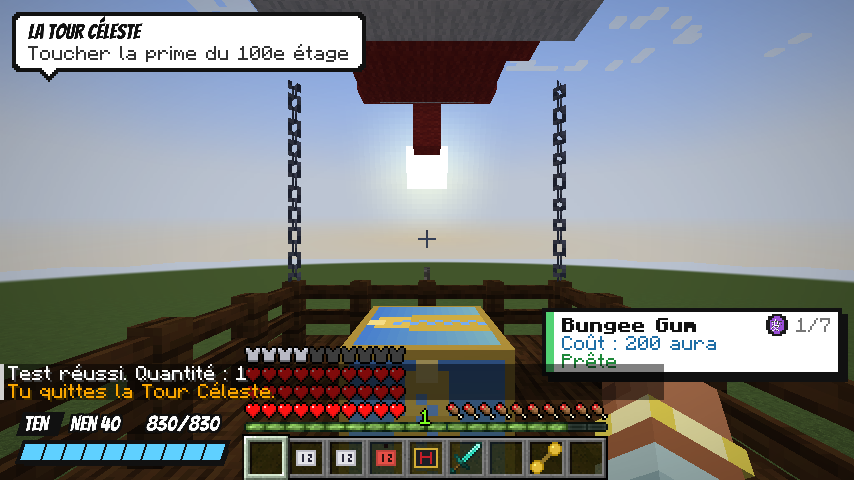 LA TOUR CÉLESTE
Toucher la prime du 100e étage
Bungee Gum 1/7
Coût : 200 aura
Prête
Test réussi. Quantité : 1
Tu quittes la Tour Céleste.
TEN NEN 40 830/830
1
12 12 12 H